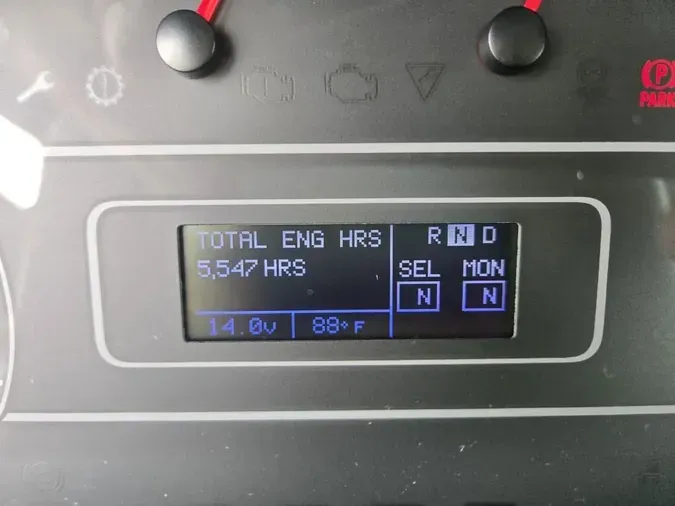 P
PARK
TOTAL ENG HRS
R N D
5,547 HRS
SEL MON
N N
14.0v 88° F